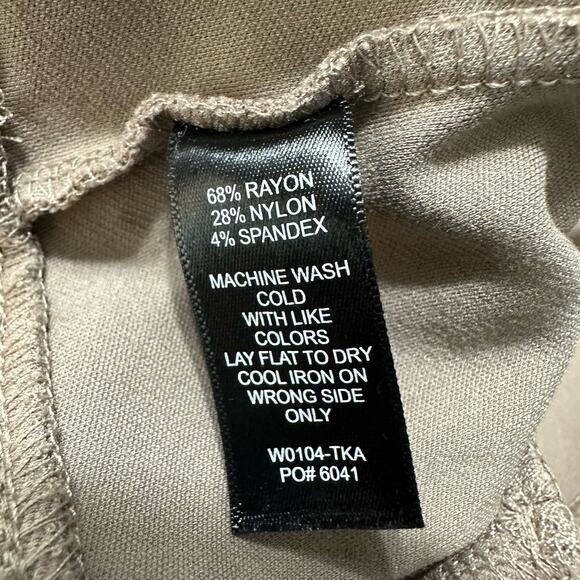 68% RAYON
28% NYLON
4% SPANDEX
MACHINE WASH
COLD
WITH LIKE
COLORS
LAY FLAT TO DRY
COOL IRON ON
WRONG SIDE
ONLY
W0104-TKA
PO# 6041